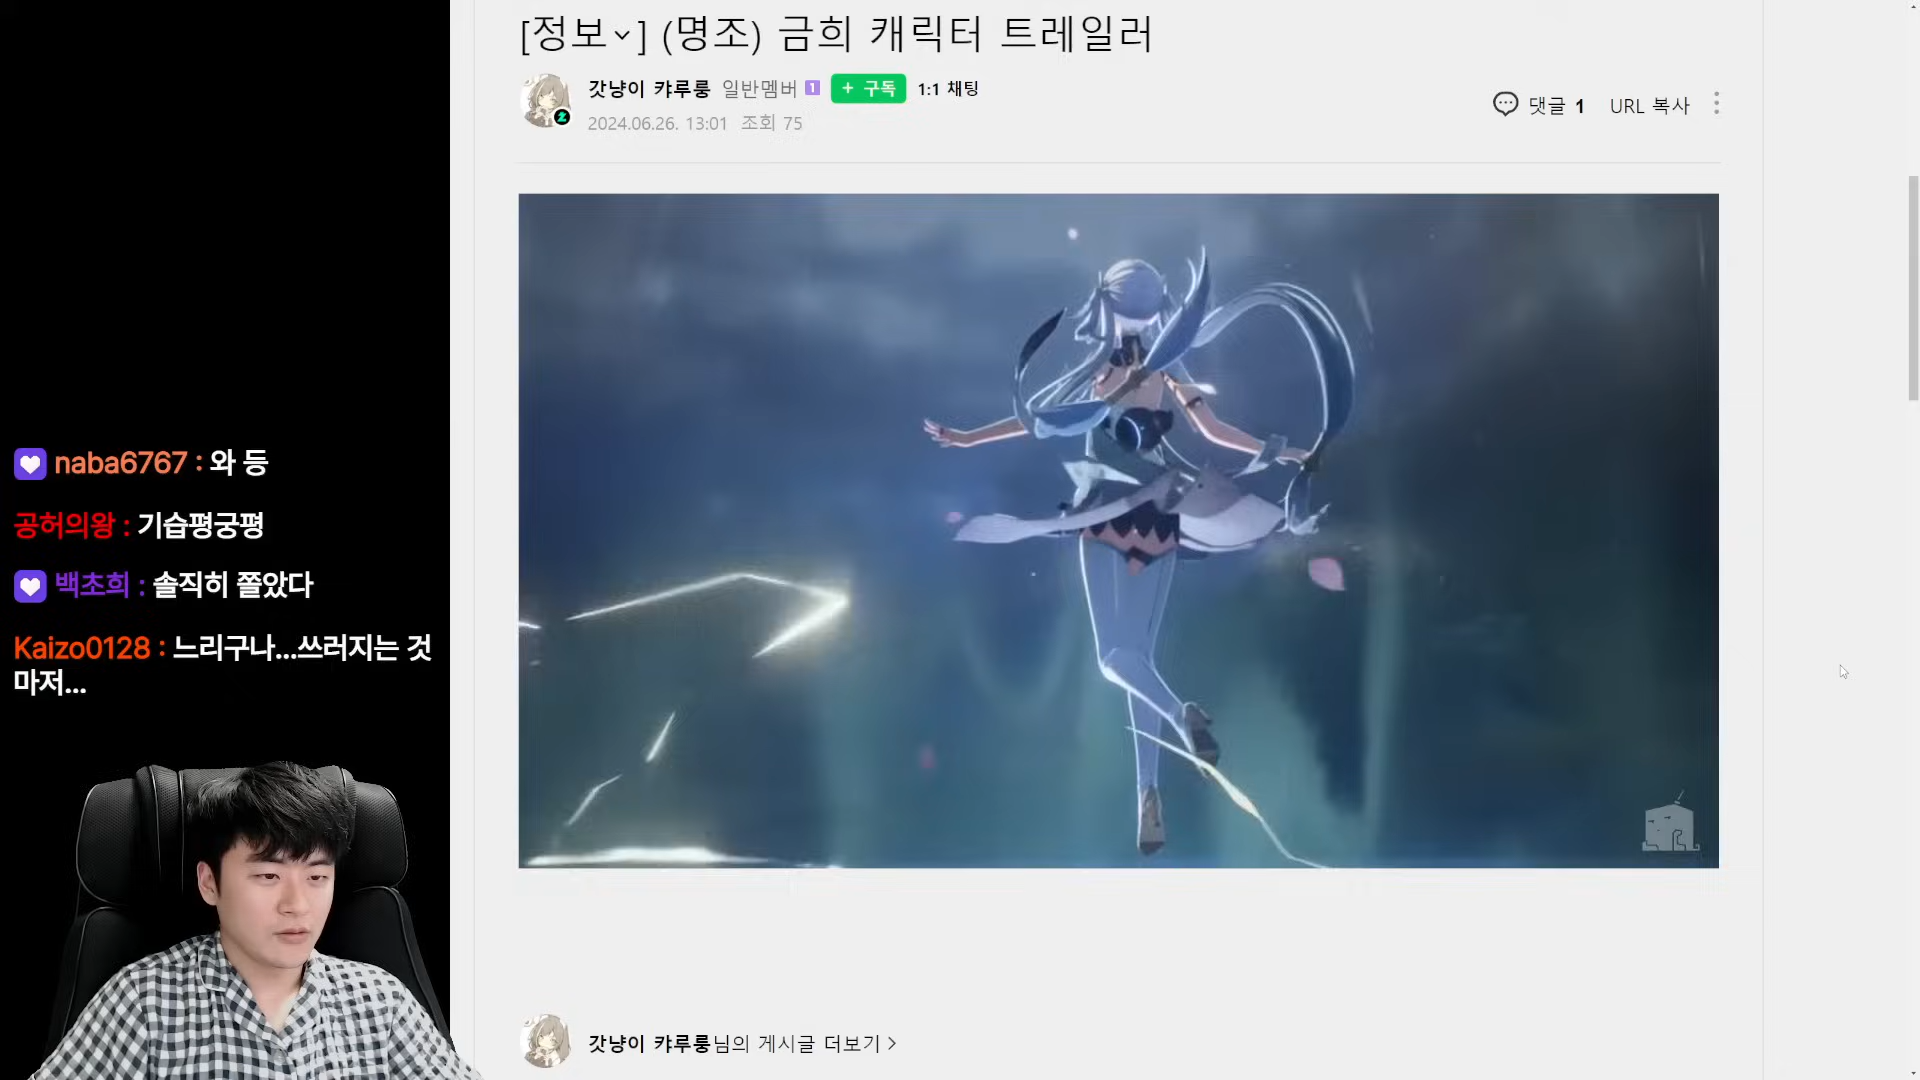 [정보] (명조) 금희 캐릭터 트레일러
갓냥이 캬루룽 일반멤버 1 + 구독 1:1 채팅
2024.06.26. 13:01 조회 75
댓글 1 URL 복사
naba6767 : 와 등
공허의왕 : 기습평궁평
백초희 : 솔직히 쫄았다
Kaizo0128 : 느리구나...쓰러지는 것
마저...
갓냥이 캬루룽님의 게시글 더보기 >